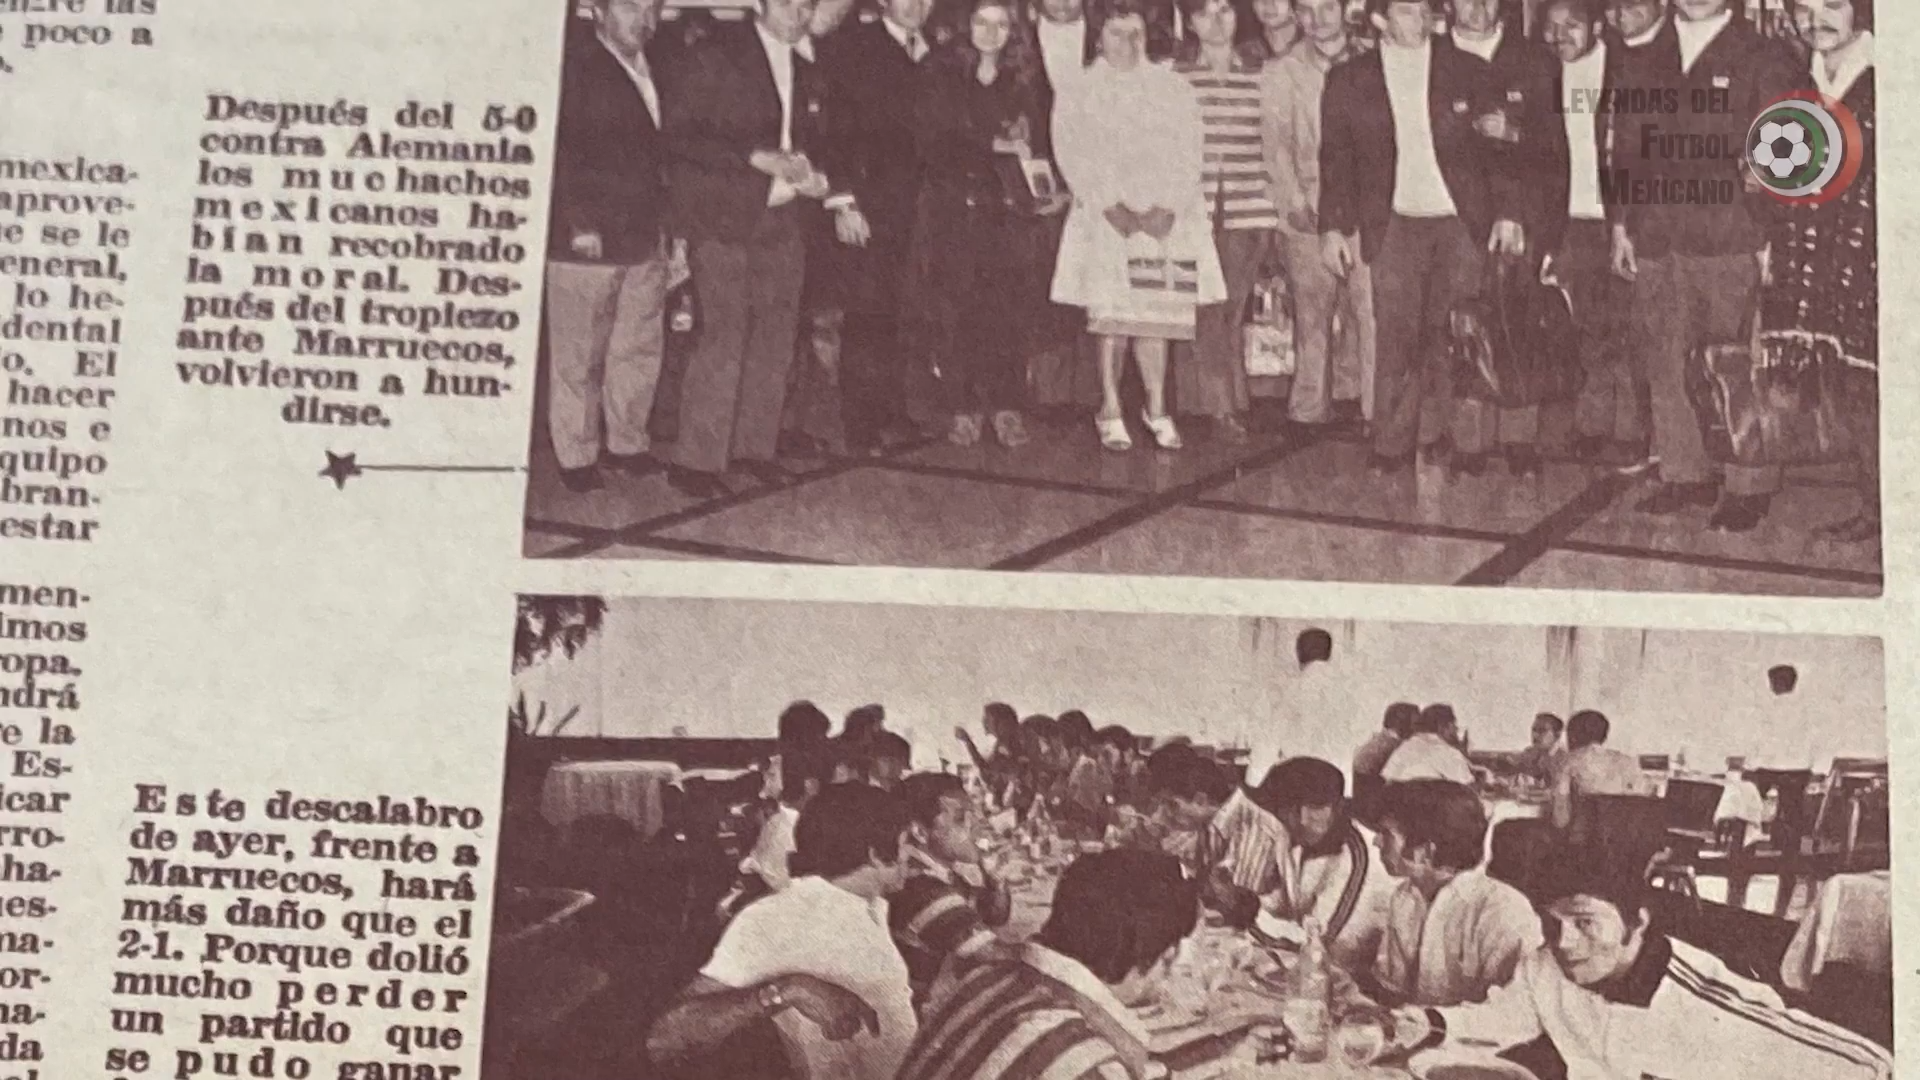 poco a
Después del 5-0
contra Alemania
los muchachos
mexicanos ha-
bían recobrado
la moral. Des-
pués del tropiezo
ante Marruecos,
volvieron a hun-
dirse.
mexica-
aprove-
e se le
eneral,
lo he-
dental
o. El
hacer
nos e
quipo
bran-
estar
men-
imos
ropa.
ndrá
e la
Es-
icar
rro-
ha-
es-
na-
or-
na-
da
Este descalabro
de ayer, frente a
Marruecos, hará
más daño que el
2-1. Porque dolió
mucho perder
un partido que
se pudo ganar
LEYENDAS DEL
FUTBOL
MEXICANO